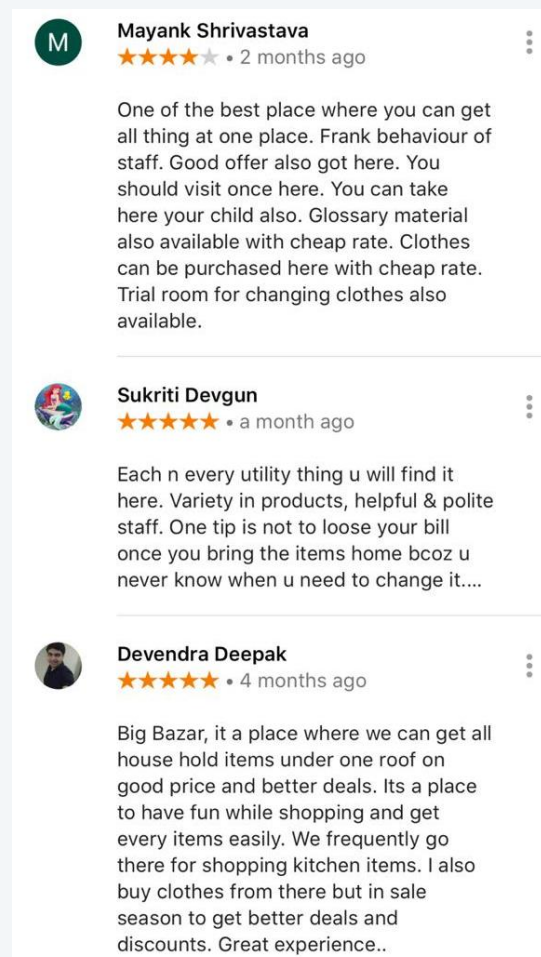 M
Mayank Shrivastava
★★★★★ • 2 months ago
One of the best place where you can get
all thing at one place. Frank behaviour of
staff. Good offer also got here. You
should visit once here. You can take
here your child also. Glossary material
also available with cheap rate. Clothes
can be purchased here with cheap rate.
Trial room for changing clothes also
available.
Sukriti Devgun
★★★★★ • a month ago
Each n every utility thing u will find it
here. Variety in products, helpful & polite
staff. One tip is not to loose your bill
once you bring the items home bcoz u
never know when u need to change it....
Devendra Deepak
★★★★★ • 4 months ago
Big Bazar, it a place where we can get all
house hold items under one roof on
good price and better deals. Its a place
to have fun while shopping and get
every items easily. We frequently go
there for shopping kitchen items. I also
buy clothes from there but in sale
season to get better deals and
discounts. Great experience..